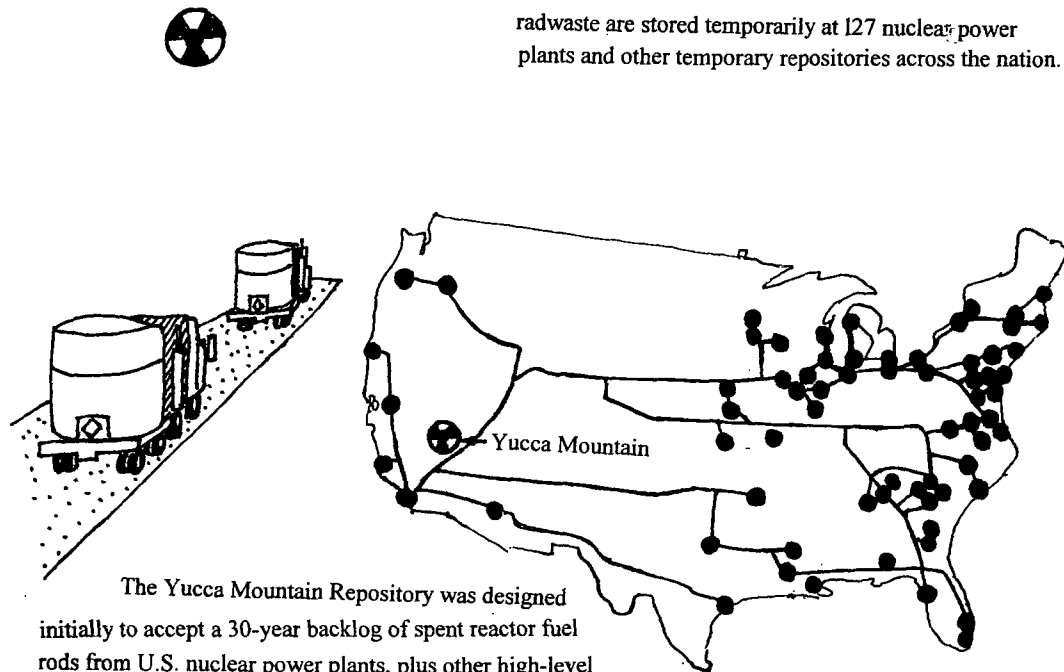 radwaste are stored temporarily at 127 nuclear power
plants and other temporary repositories across the nation.
Yucca Mountain
The Yucca Mountain Repository was designed
initially to accept a 30-year backlog of spent reactor fuel
rods from U.S. nuclear power plants, plus other high-level